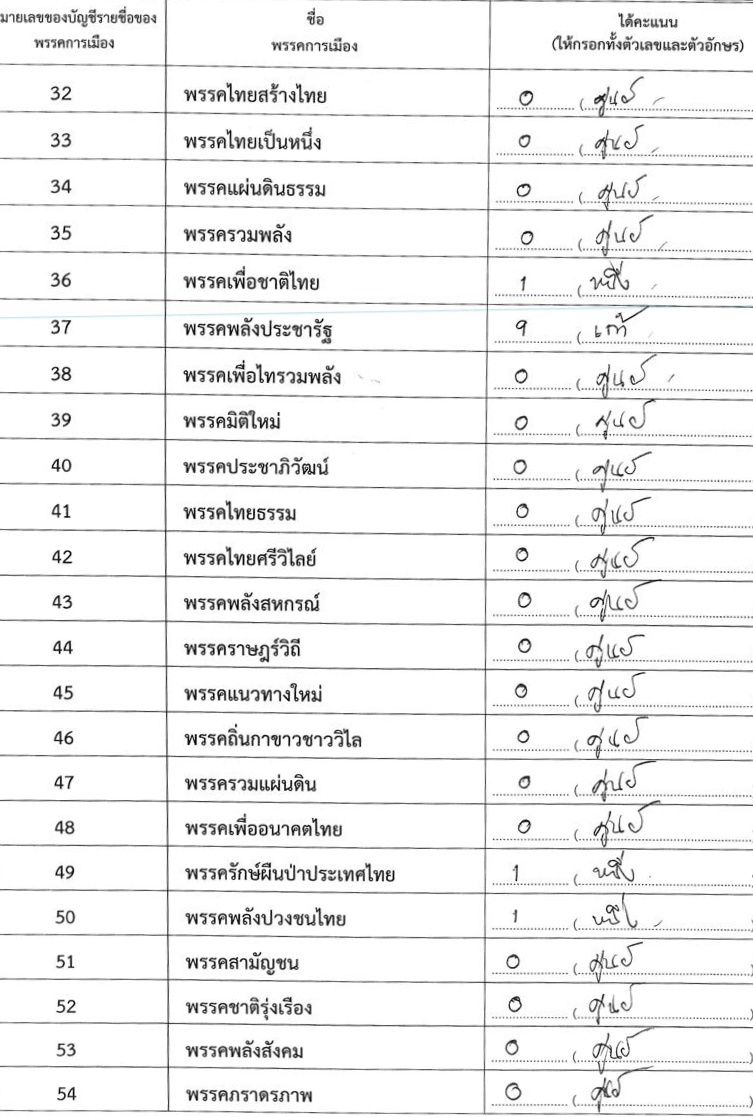 มายเลขของบัญชีรายชื่อของ ชื่อ ได้คะแนน
พรรคการเมือง พรรคการเมือง (ให้กรอกทั้งตัวเลขและตัวอักษร)
32 พรรคไทยสร้างไทย 0 ( ศูนย์
33 พรรคไทยเป็นหนึ่ง 0 ( ศูนย์
34 พรรคแผ่นดินธรรม 0 ( ศูนย์
35 พรรครวมพลัง 0 ( ศูนย์
36 พรรคเพื่อชาติไทย 1 ( หนึ่ง
37 พรรคพลังประชารัฐ 9 ( เก้า
38 พรรคเพื่อไทรวมพลัง 0 ( ศูนย์
39 พรรคมิติใหม่ 0 ( ศูนย์
40 พรรคประชาภิวัฒน์ 0 ( ศูนย์
41 พรรคไทยธรรม 0 ( ศูนย์
42 พรรคไทยศรีวิไลย์ 0 ( ศูนย์
43 พรรคพลังสหกรณ์ 0 ( ศูนย์
44 พรรคราษฎร์วิถี 0 ( ศูนย์
45 พรรคแนวทางใหม่ 0 ( ศูนย์
46 พรรคถิ่นกาขาวชาววิไล 0 ( ศูนย์
47 พรรครวมแผ่นดิน 0 ( ศูนย์
48 พรรคเพื่ออนาคตไทย 0 ( ศูนย์
49 พรรครักษ์ผืนป่าประเทศไทย 1 ( หนึ่ง
50 พรรคพลังปวงชนไทย 1 ( หนึ่ง
51 พรรคสามัญชน 0 ( ศูนย์ )
52 พรรคชาติรุ่งเรือง 0 ( ศูนย์ )
53 พรรคพลังสังคม 0 ( ศูนย์ )
54 พรรคภราดรภาพ 0 ( ศูนย์ )